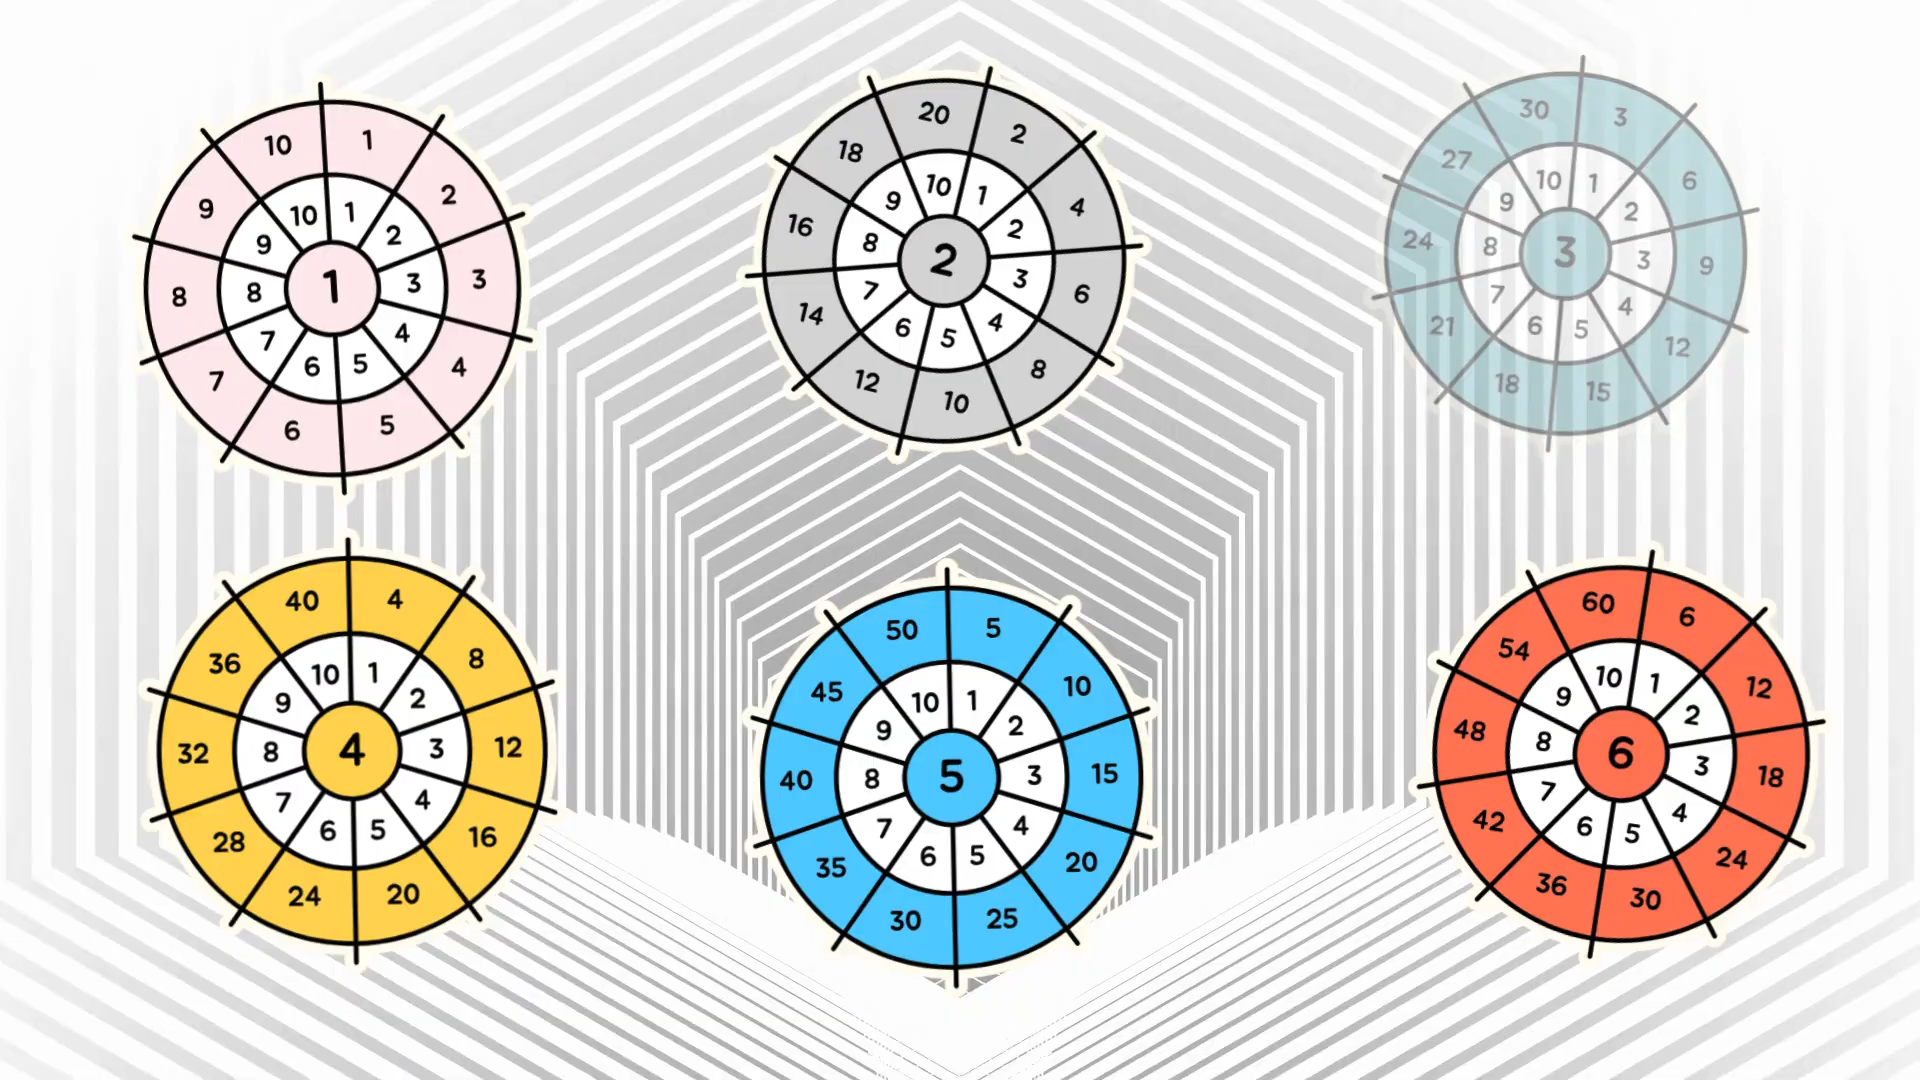 1
1 2 3 4 5 6 7 8 9 10
1 2 3 4 5 6 7 8 9 10
2
1 2 3 4 5 6 7 8 9 10
2 4 6 8 10 12 14 16 18 20
3
1 2 3 4 5 6 7 8 9 10
3 6 9 12 15 18 21 24 27 30
4
1 2 3 4 5 6 7 8 9 10
4 8 12 16 20 24 28 32 36 40
5
1 2 3 4 5 6 7 8 9 10
5 10 15 20 25 30 35 40 45 50
6
1 2 3 4 5 6 7 8 9 10
6 12 18 24 30 36 42 48 54 60